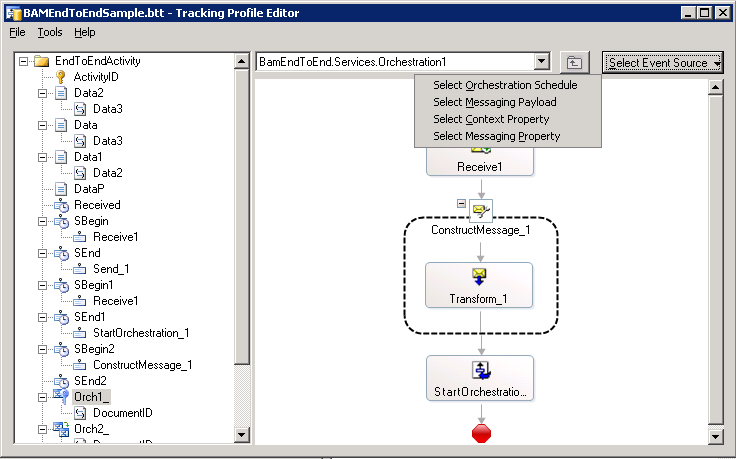 BAMEndToEndSample.btt - Tracking Profile Editor
File Tools Help
EndToEndActivity
ActivityID
Data2
Data3
Data
Data3
Data1
Data2
DataP
Received
SBegin
Receive1
SEnd
Send_1
SBegin1
Receive1
SEnd1
StartOrchestration_1
SBegin2
ConstructMessage_1
SEnd2
Orch1_
DocumentID
Orch2_
DocumentID
BamEndToEnd.Services.Orchestration1
Select Event Source
Select Orchestration Schedule
Select Messaging Payload
Select Context Property
Select Messaging Property
Receive1
ConstructMessage_1
Transform_1
StartOrchestratio...